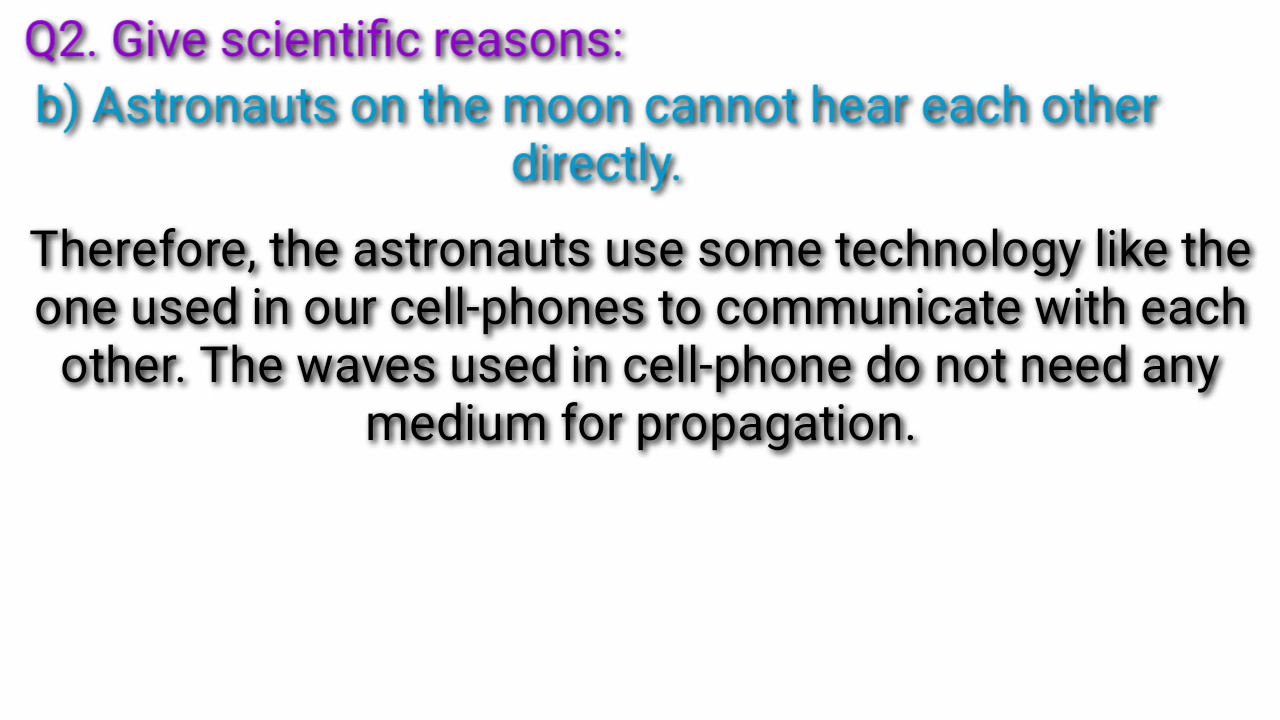 Q2. Give scientific reasons:
b) Astronauts on the moon cannot hear each other
directly.
Therefore, the astronauts use some technology like the
one used in our cell-phones to communicate with each
other. The waves used in cell-phone do not need any
medium for propagation.